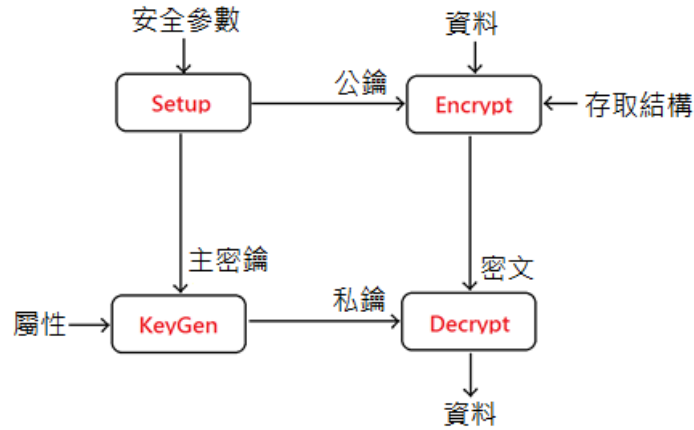 安全參數
資料
Setup
公鑰
Encrypt
存取結構
主密鑰
密文
屬性
KeyGen
私鑰
Decrypt
資料